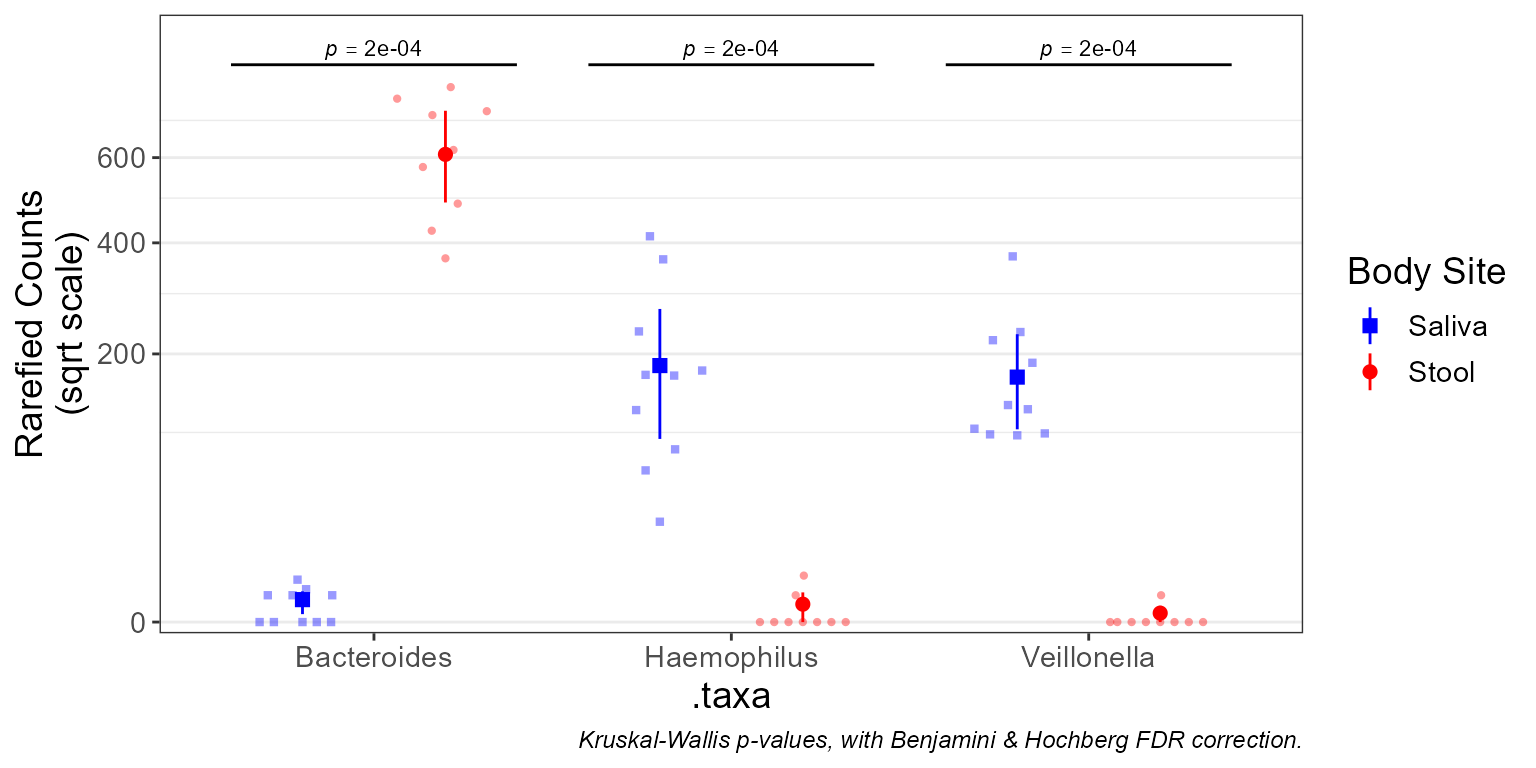 p = 2e-04
p = 2e-04
p = 2e-04
Rarefied Counts
(sqrt scale)
600
400
200
0
Bacteroides
Haemophilus
Veillonella
.taxa
Kruskal-Wallis p-values, with Benjamini & Hochberg FDR correction.
Body Site
Saliva
Stool